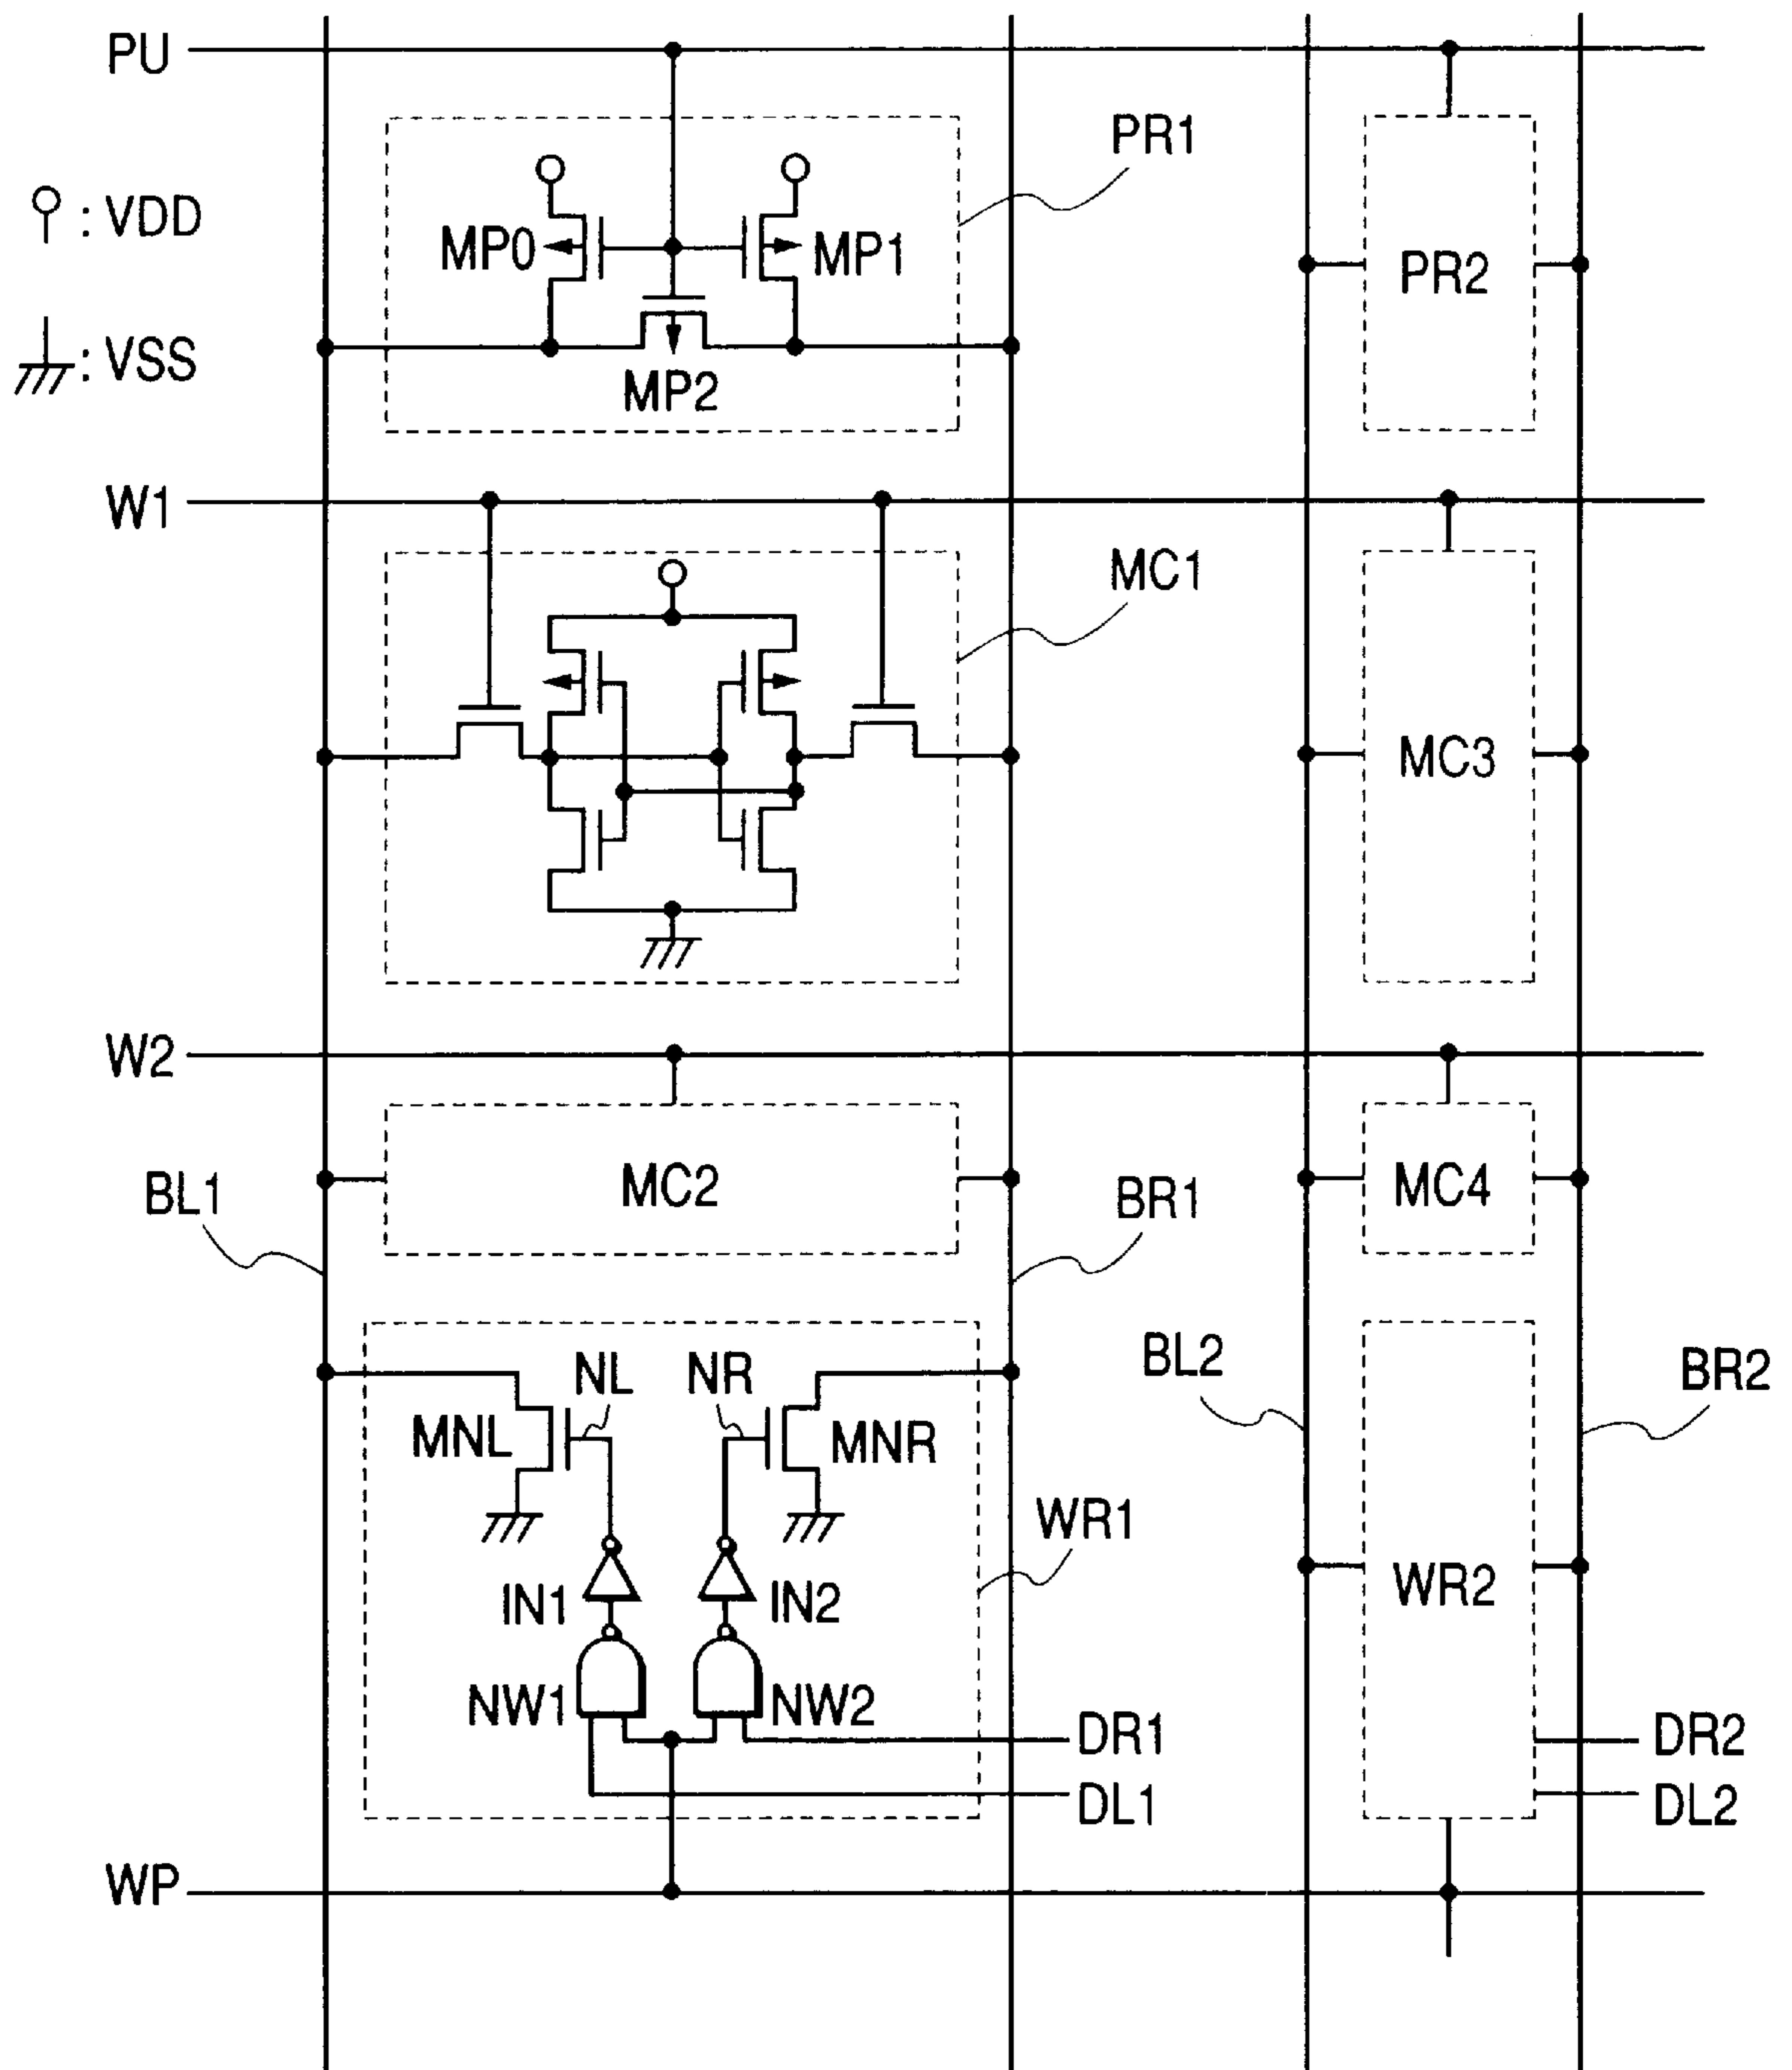 PU
PR1
: VDD
MP0
MP1
PR2
: VSS
MP2
W1
MC1
MC3
W2
BL1
MC2
BR1
MC4
NL
NR
BL2
BR2
MNL
MNR
WR1
IN1
IN2
WR2
NW1
NW2
DR1
DR2
DL1
DL2
WP